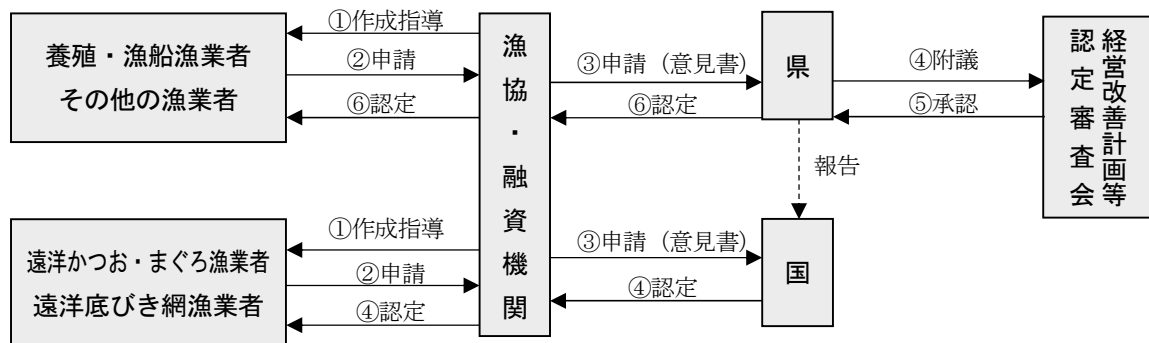 養殖・漁船漁業者
その他の漁業者
①作成指導
②申請
⑥認定
漁協・融資機関
③申請（意見書）
⑥認定
県
④附議
⑤承認
経営改善計画等
認定審査会
報告
遠洋かつお・まぐろ漁業者
遠洋底びき網漁業者
①作成指導
②申請
④認定
③申請（意見書）
④認定
国